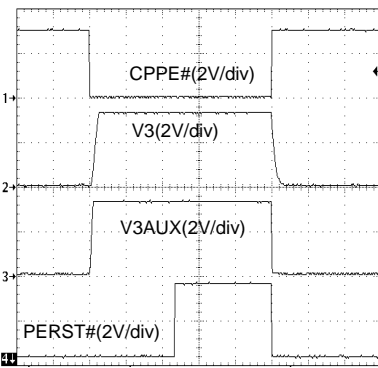 CPPE#(2V/div)
1
V3(2V/div)
2
V3AUX(2V/div)
3
PERST#(2V/div)
4